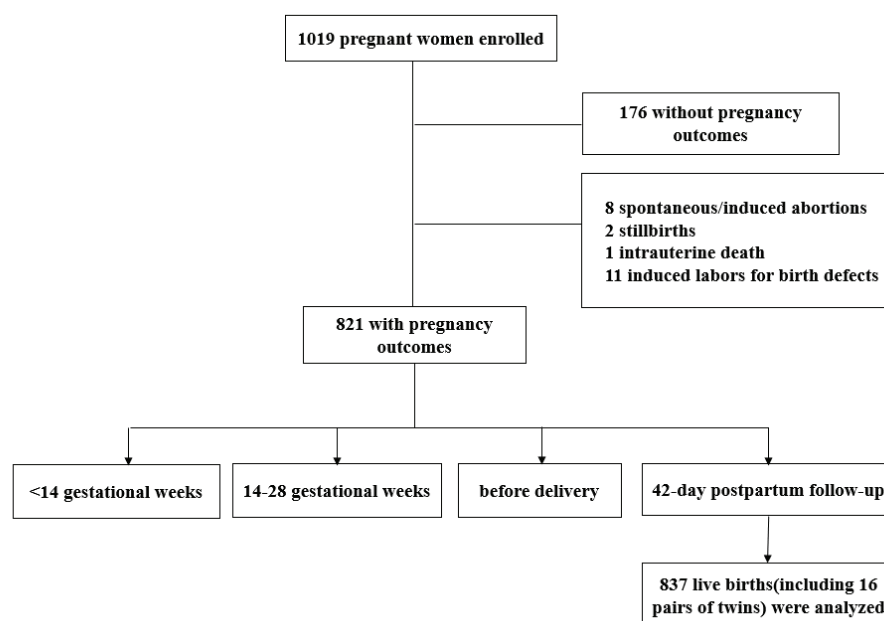 1019 pregnant women enrolled
176 without pregnancy
outcomes
8 spontaneous/induced abortions
2 stillbirths
1 intrauterine death
11 induced labors for birth defects
821 with pregnancy
outcomes
<14 gestational weeks
14-28 gestational weeks
before delivery
42-day postpartum follow-up
837 live births(including 16
pairs of twins) were analyzed